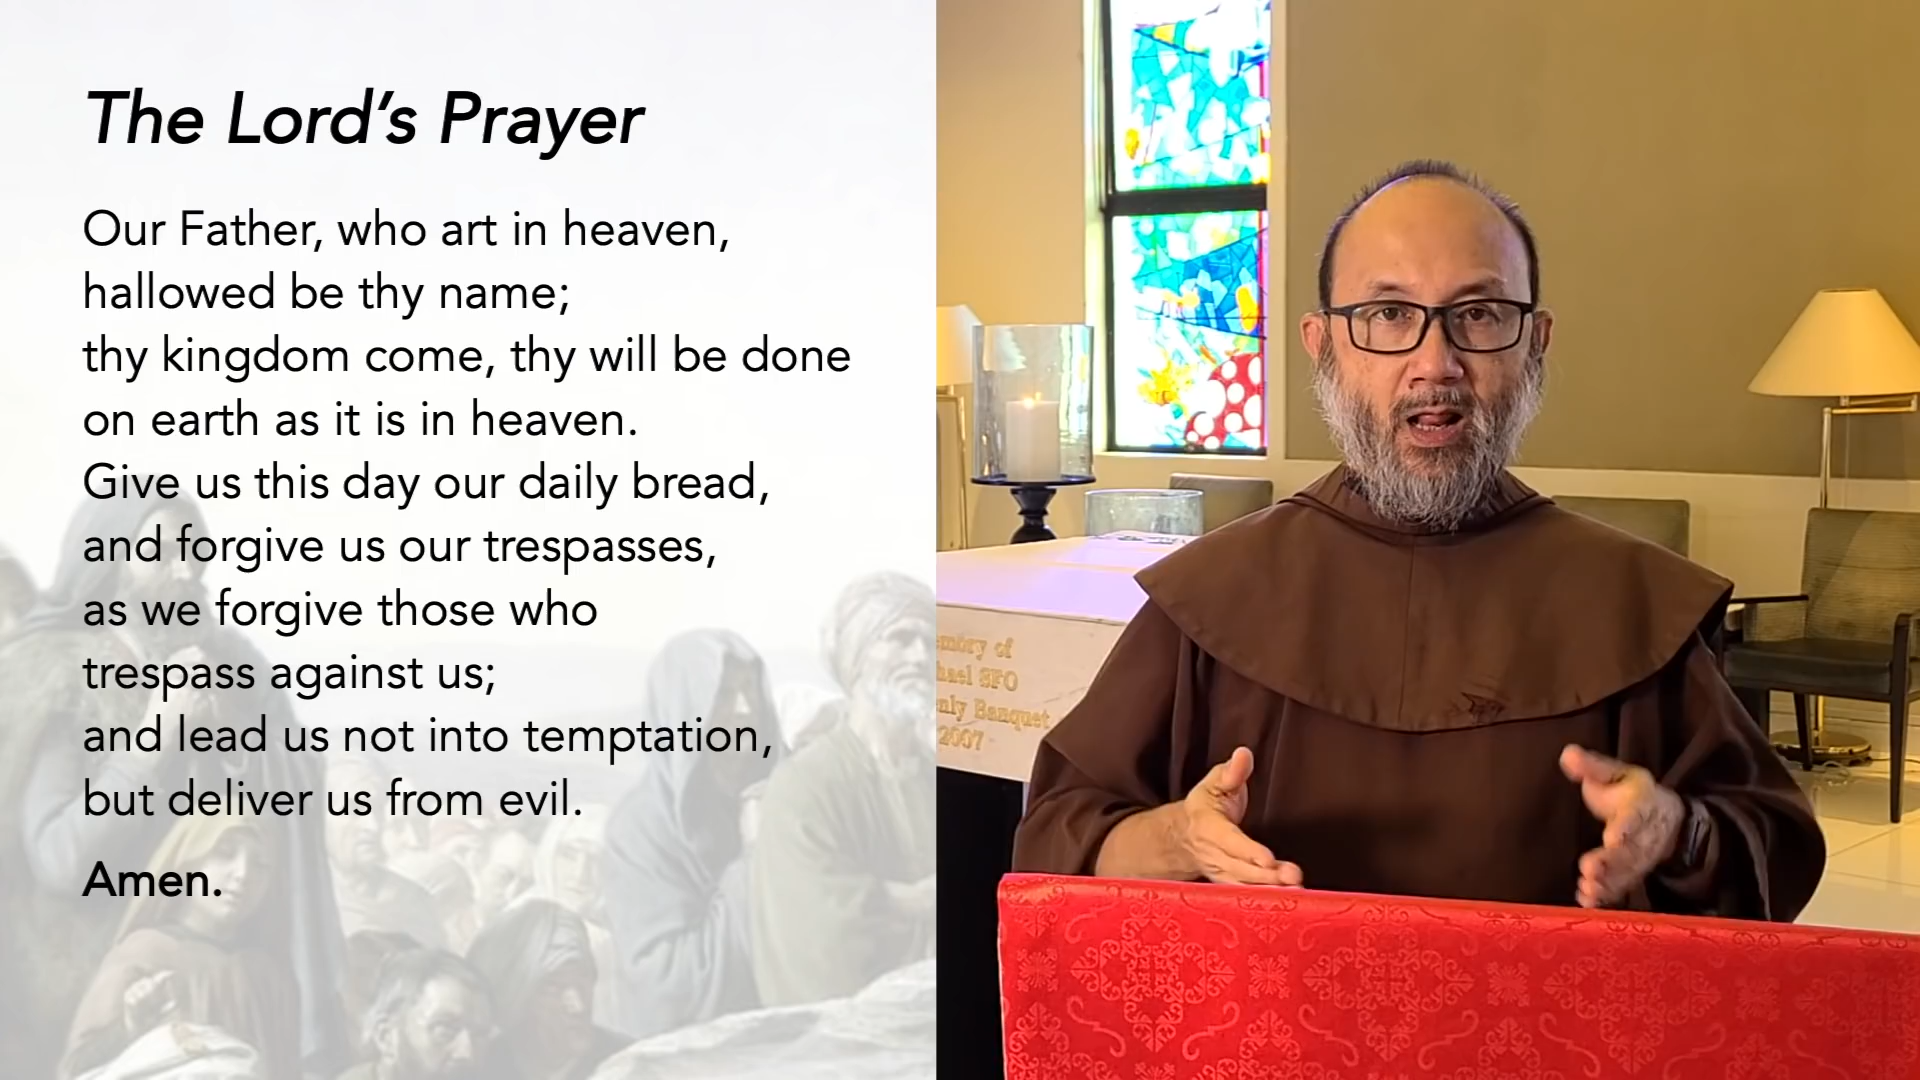 The Lord's Prayer
Our Father, who art in heaven,
hallowed be thy name;
thy kingdom come, thy will be done
on earth as it is in heaven.
Give us this day our daily bread,
and forgive us our trespasses,
as we forgive those who
trespass against us;
and lead us not into temptation,
but deliver us from evil.
Amen.
of
SFO
Banquet
2007